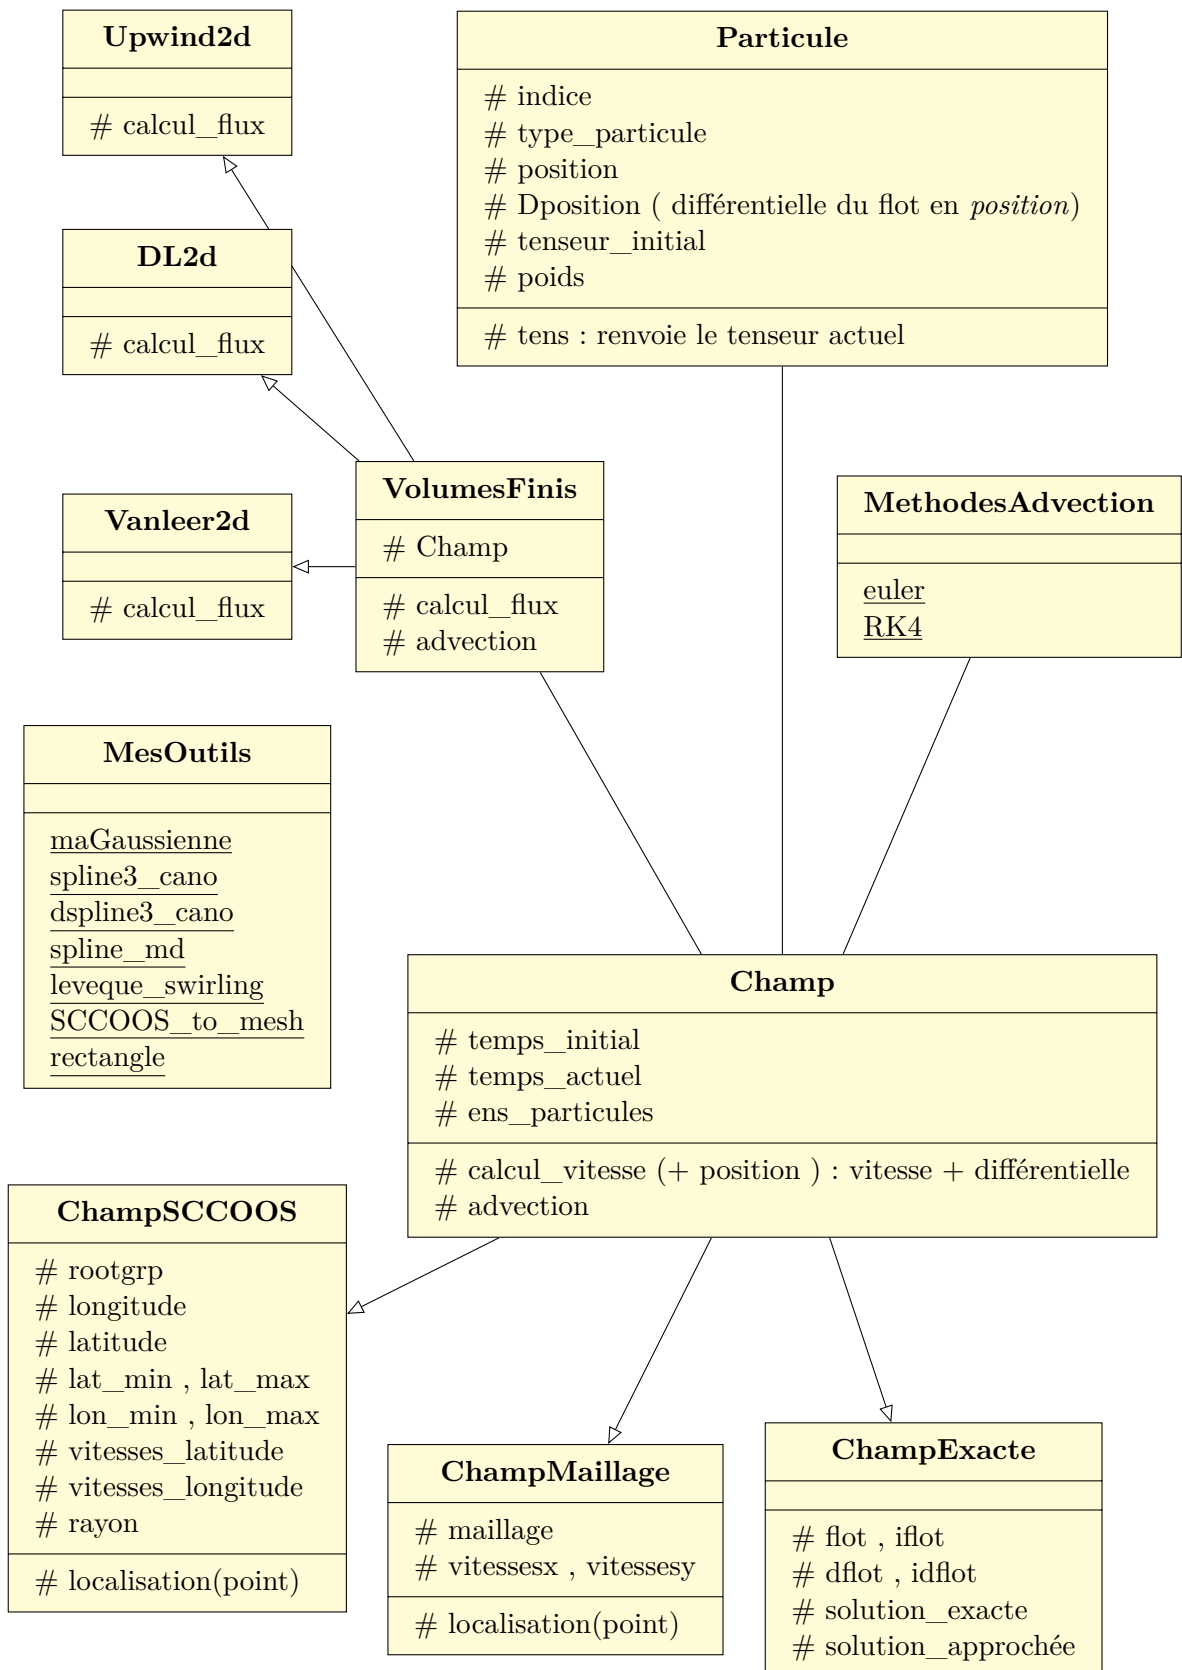 Upwind2d
# calcul_flux
Particule
# indice
# type_particule
# position
# Dposition ( différentielle du flot en position)
# tenseur_initial
# poids
# tens : renvoie le tenseur actuel
DL2d
# calcul_flux
VolumesFinis
# Champ
# calcul_flux
# advection
MethodesAdvection
euler
RK4
Vanleer2d
# calcul_flux
MesOutils
maGaussienne
spline3_cano
dspline3_cano
spline_md
leveque_swirling
SCCOOS_to_mesh
rectangle
Champ
# temps_initial
# temps_actuel
# ens_particules
# calcul_vitesse (+ position ) : vitesse + différentielle
# advection
ChampSCCOOS
# rootgrp
# longitude
# latitude
# lat_min , lat_max
# lon_min , lon_max
# vitesses_latitude
# vitesses_longitude
# rayon
# localisation(point)
ChampMaillage
# maillage
# vitessesx , vitessesy
# localisation(point)
ChampExacte
# flot , iflot
# dflot , idflot
# solution_exacte
# solution_approchée